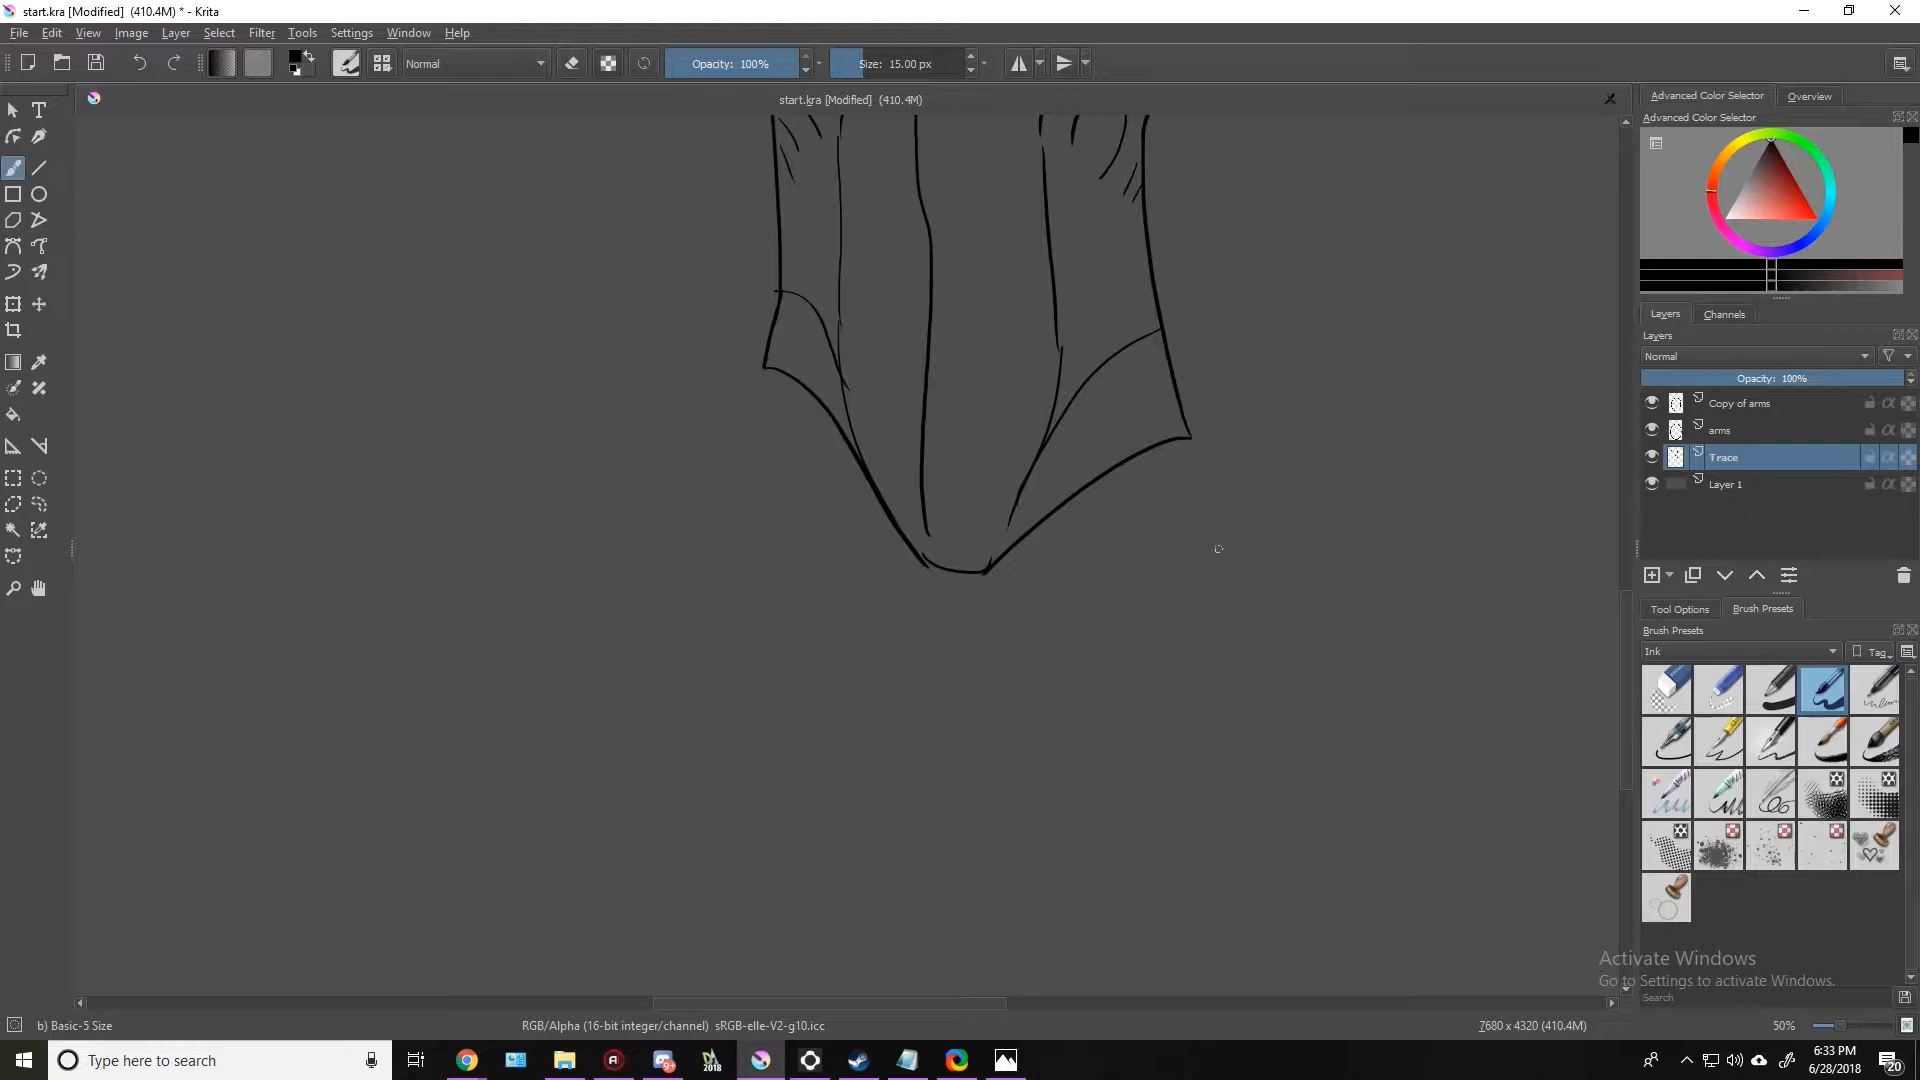 start.kra [Modified]  (410.4M) * - Krita
File Edit View Image Layer Select Filter Tools Settings Window Help
Normal Opacity: 100% Size: 15.00 px
start.kra [Modified]  (410.4M)
Advanced Color Selector Overview
Advanced Color Selector
Layers Channels
Layers
Normal
Opacity: 100%
Copy of arms
arms
Trace
Layer 1
Tool Options Brush Presets
Brush Presets
Ink Tag
Activate Windows
Go to Settings to activate Windows.
Search
b) Basic-5 Size RGB/Alpha (16-bit integer/channel)  sRGB-elle-V2-g10.icc 7680 x 4320 (410.4M) 50%
Type here to search 2018 6:33 PM
6/28/2018 20